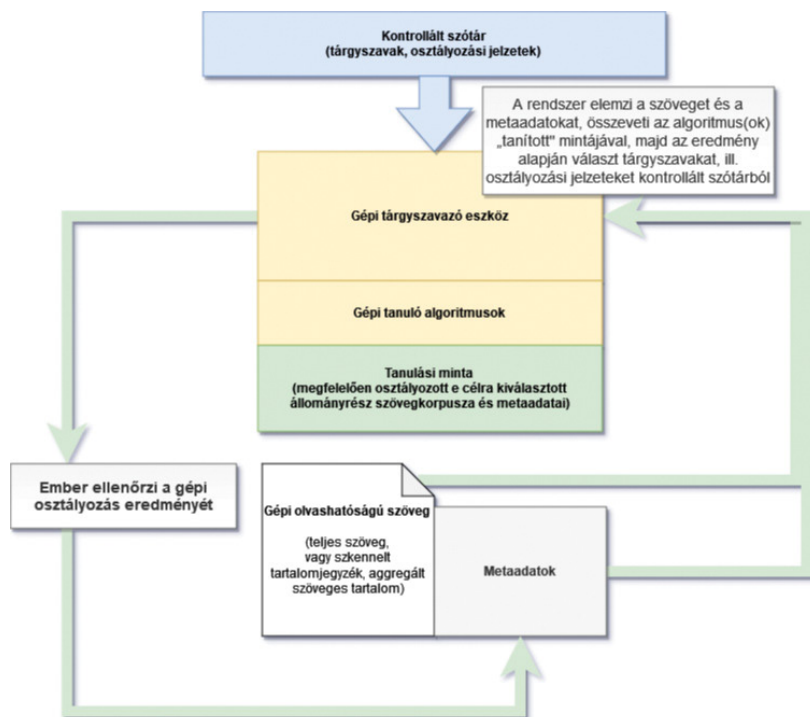 Kontrollált szótár
(tárgyszavak, osztályozási jelzetek)
A rendszer elemzi a szöveget és a
metaadatokat, összeveti az algoritmus(ok)
„tanított" mintájával, majd az eredmény
alapján választ tárgyszavakat, ill.
osztályozási jelzeteket kontrollált szótárból
Gépi tárgyszavazó eszköz
Gépi tanuló algoritmusok
Tanulási minta
(megfelelően osztályozott e célra kiválasztott
állományrész szövegkorpusza és metaadatai)
Ember ellenőrzi a gépi
osztályozás eredményét
Gépi olvashatóságú szöveg
(teljes szöveg,
vagy szkennelt
tartalomjegyzék, aggregált
szöveges tartalom)
Metaadatok